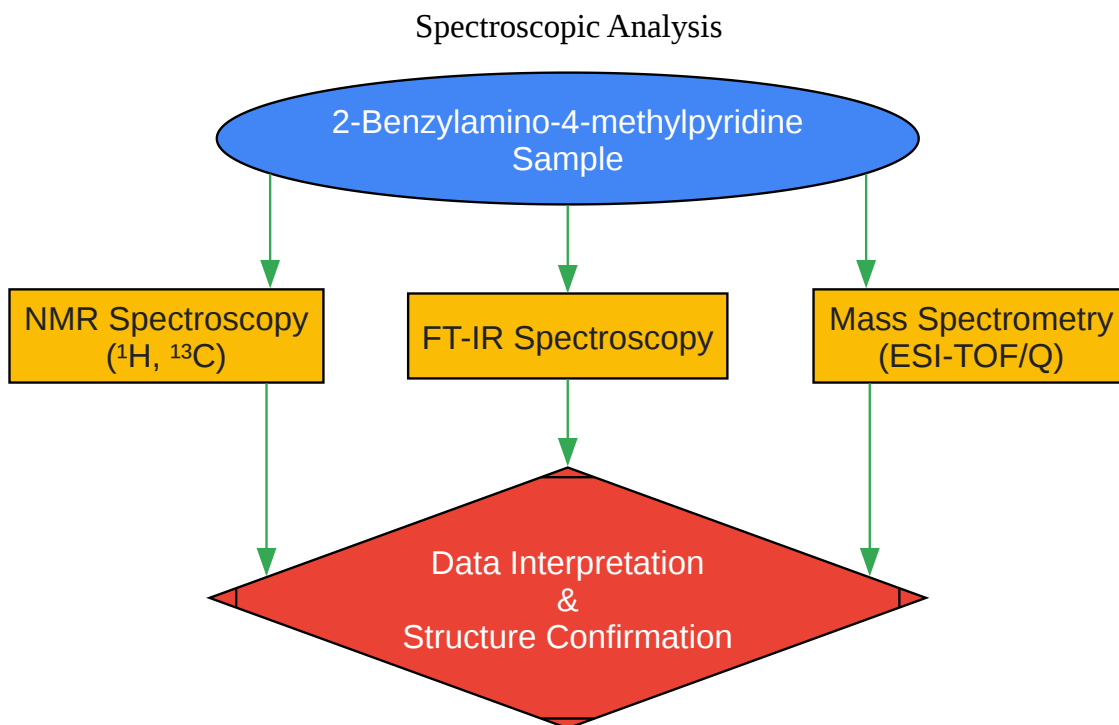 Spectroscopic Analysis
2-Benzylamino-4-methylpyridine
Sample
NMR Spectroscopy
(¹H, ¹³C)
FT-IR Spectroscopy
Mass Spectrometry
(ESI-TOF/Q)
Data Interpretation
&
Structure Confirmation